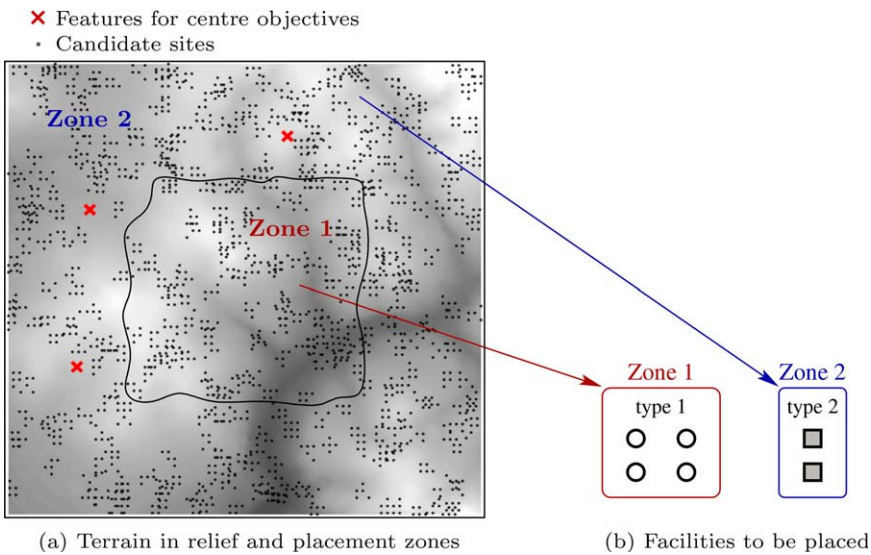 Features for centre objectives
Candidate sites
Zone 2
Zone 1
Zone 1
type 1
Zone 2
type 2
(a) Terrain in relief and placement zones
(b) Facilities to be placed